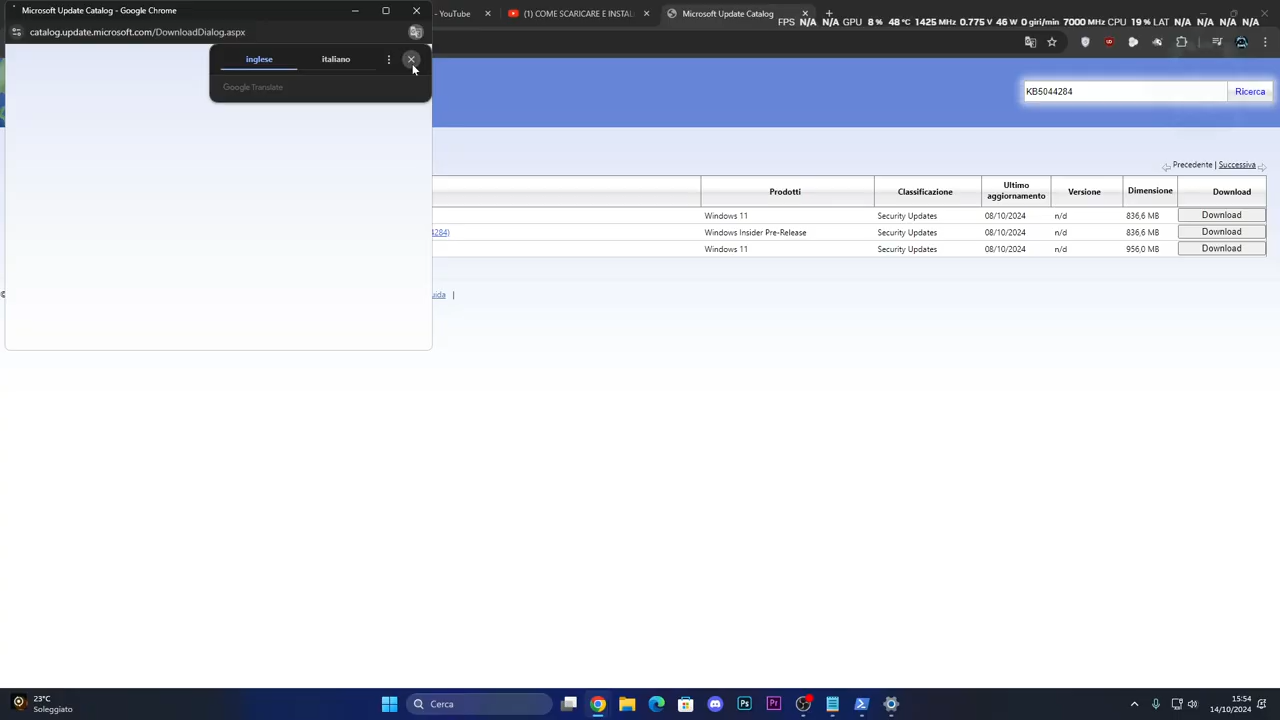 Microsoft Update Catalog - Google Chrome
- YouTube
(1) COME SCARICARE E INSTAL
Microsoft Update Catalog
FPS N/A N/A GPU 8 % 48 °C 1425 MHz 0.775 V 46 W 0 giri/min 7000 MHz CPU 19 % LAT N/A N/A N/A N/A
catalog.update.microsoft.com/DownloadDialog.aspx
inglese italiano
Google Translate
KB5044284 Ricerca
Precedente | Successiva
Prodotti Classificazione Ultimo aggiornamento Versione Dimensione Download
Windows 11 Security Updates 08/10/2024 n/d 836,6 MB Download
4284) Windows Insider Pre-Release Security Updates 08/10/2024 n/d 836,6 MB Download
Windows 11 Security Updates 08/10/2024 n/d 956,0 MB Download
©
uida |
23°C
Soleggiato
Cerca
15:54
14/10/2024